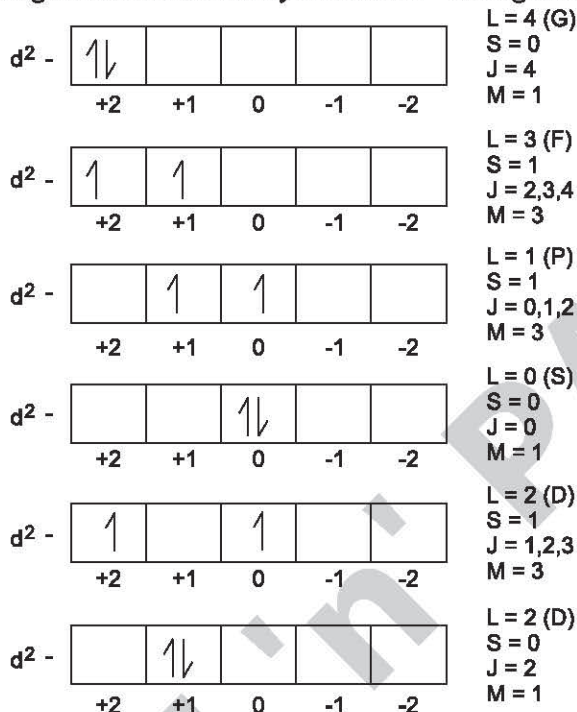 L = 4 (G)
d² - ↿⇂
S = 0
J = 4
M = 1
+2 +1 0 -1 -2
L = 3 (F)
d² - ↿ ↿
S = 1
J = 2,3,4
M = 3
+2 +1 0 -1 -2
L = 1 (P)
d² - ↿ ↿
S = 1
J = 0,1,2
M = 3
+2 +1 0 -1 -2
L = 0 (S)
d² - ↿⇂
S = 0
J = 0
M = 1
+2 +1 0 -1 -2
L = 2 (D)
d² - ↿ ↿
S = 1
J = 1,2,3
M = 3
+2 +1 0 -1 -2
L = 2 (D)
d² - ↿⇂
S = 0
J = 2
M = 1
+2 +1 0 -1 -2